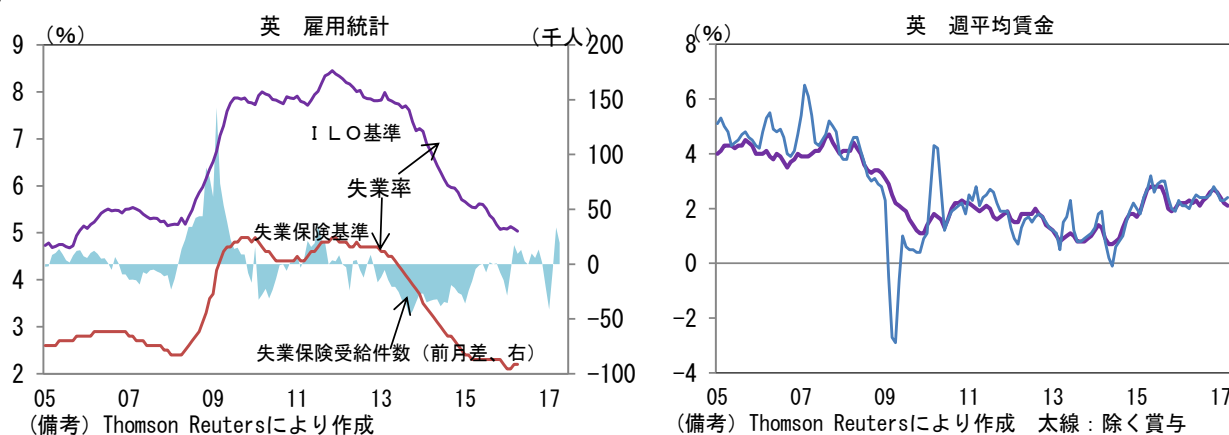 英 雇用統計
(%)
(千人)
9
8
7
6
5
4
3
2
200
150
100
50
0
-50
-100
ＩＬＯ基準
失業率
失業保険基準
失業保険受給件数（前月差、右）
05 07 09 11 13 15 17
（備考）Thomson Reutersにより作成
英 週平均賃金
(%)
8
6
4
2
0
-2
-4
05 07 09 11 13 15 17
（備考）Thomson Reutersにより作成 太線：除く賞与